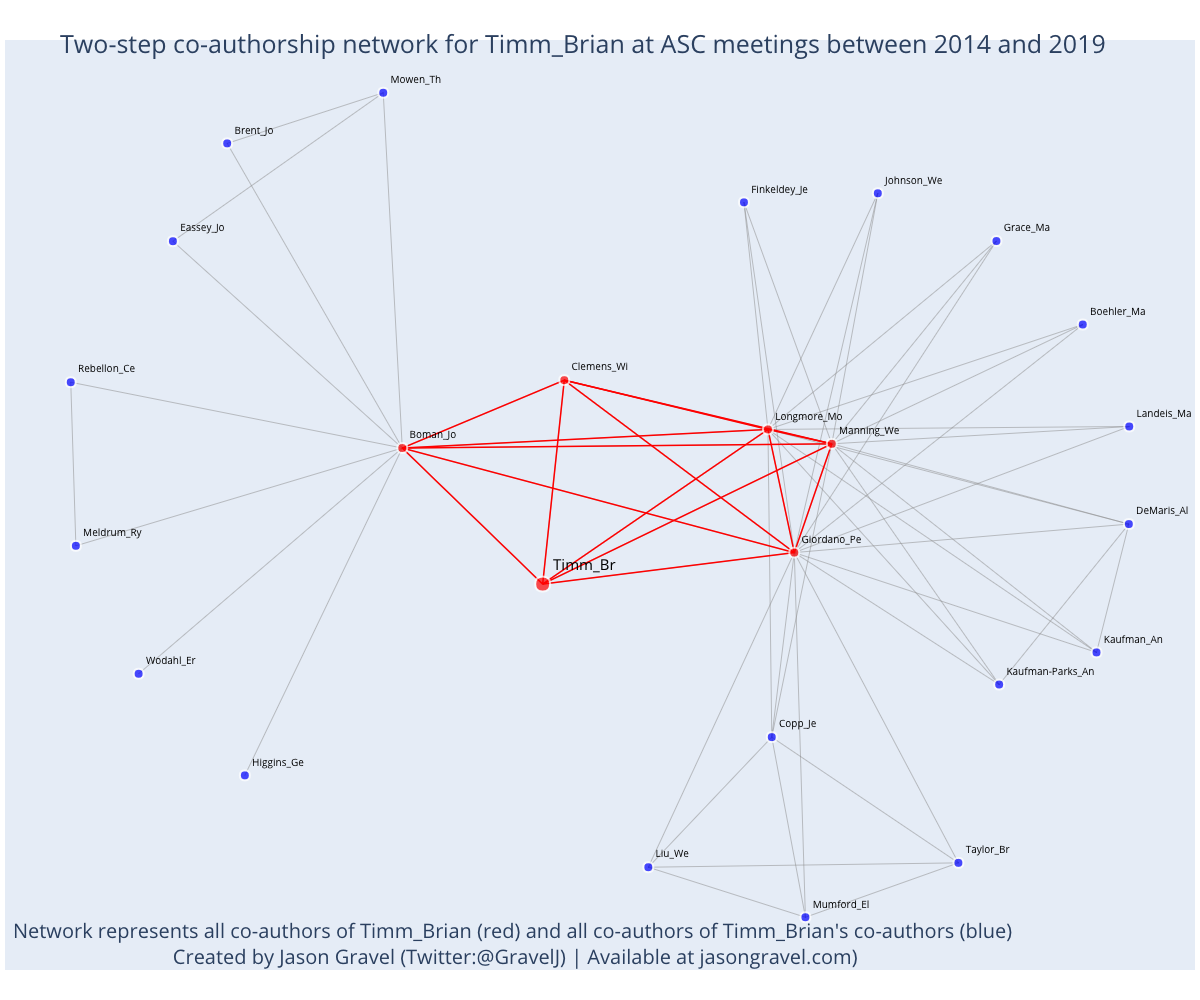 Two-step co-authorship network for Timm_Brian at ASC meetings between 2014 and 2019
Mowen_Th
Brent_Jo
Johnson_We
Finkeldey_Je
Eassey_Jo
Grace_Ma
Boehler_Ma
Rebellon_Ce
Clemens_Wi
Longmore_Mo
Landeis_Ma
Manning_We
Boman_Jo
DeMaris_Al
Meldrum_Ry
Giordano_Pe
Timm_Br
Kaufman_An
Wodahl_Er
Kaufman-Parks_An
Copp_Je
Higgins_Ge
Liu_We
Taylor_Br
Mumford_El
Network represents all co-authors of Timm_Brian (red) and all co-authors of Timm_Brian's co-authors (blue)
Created by Jason Gravel (Twitter:@GravelJ) | Available at jasongravel.com)